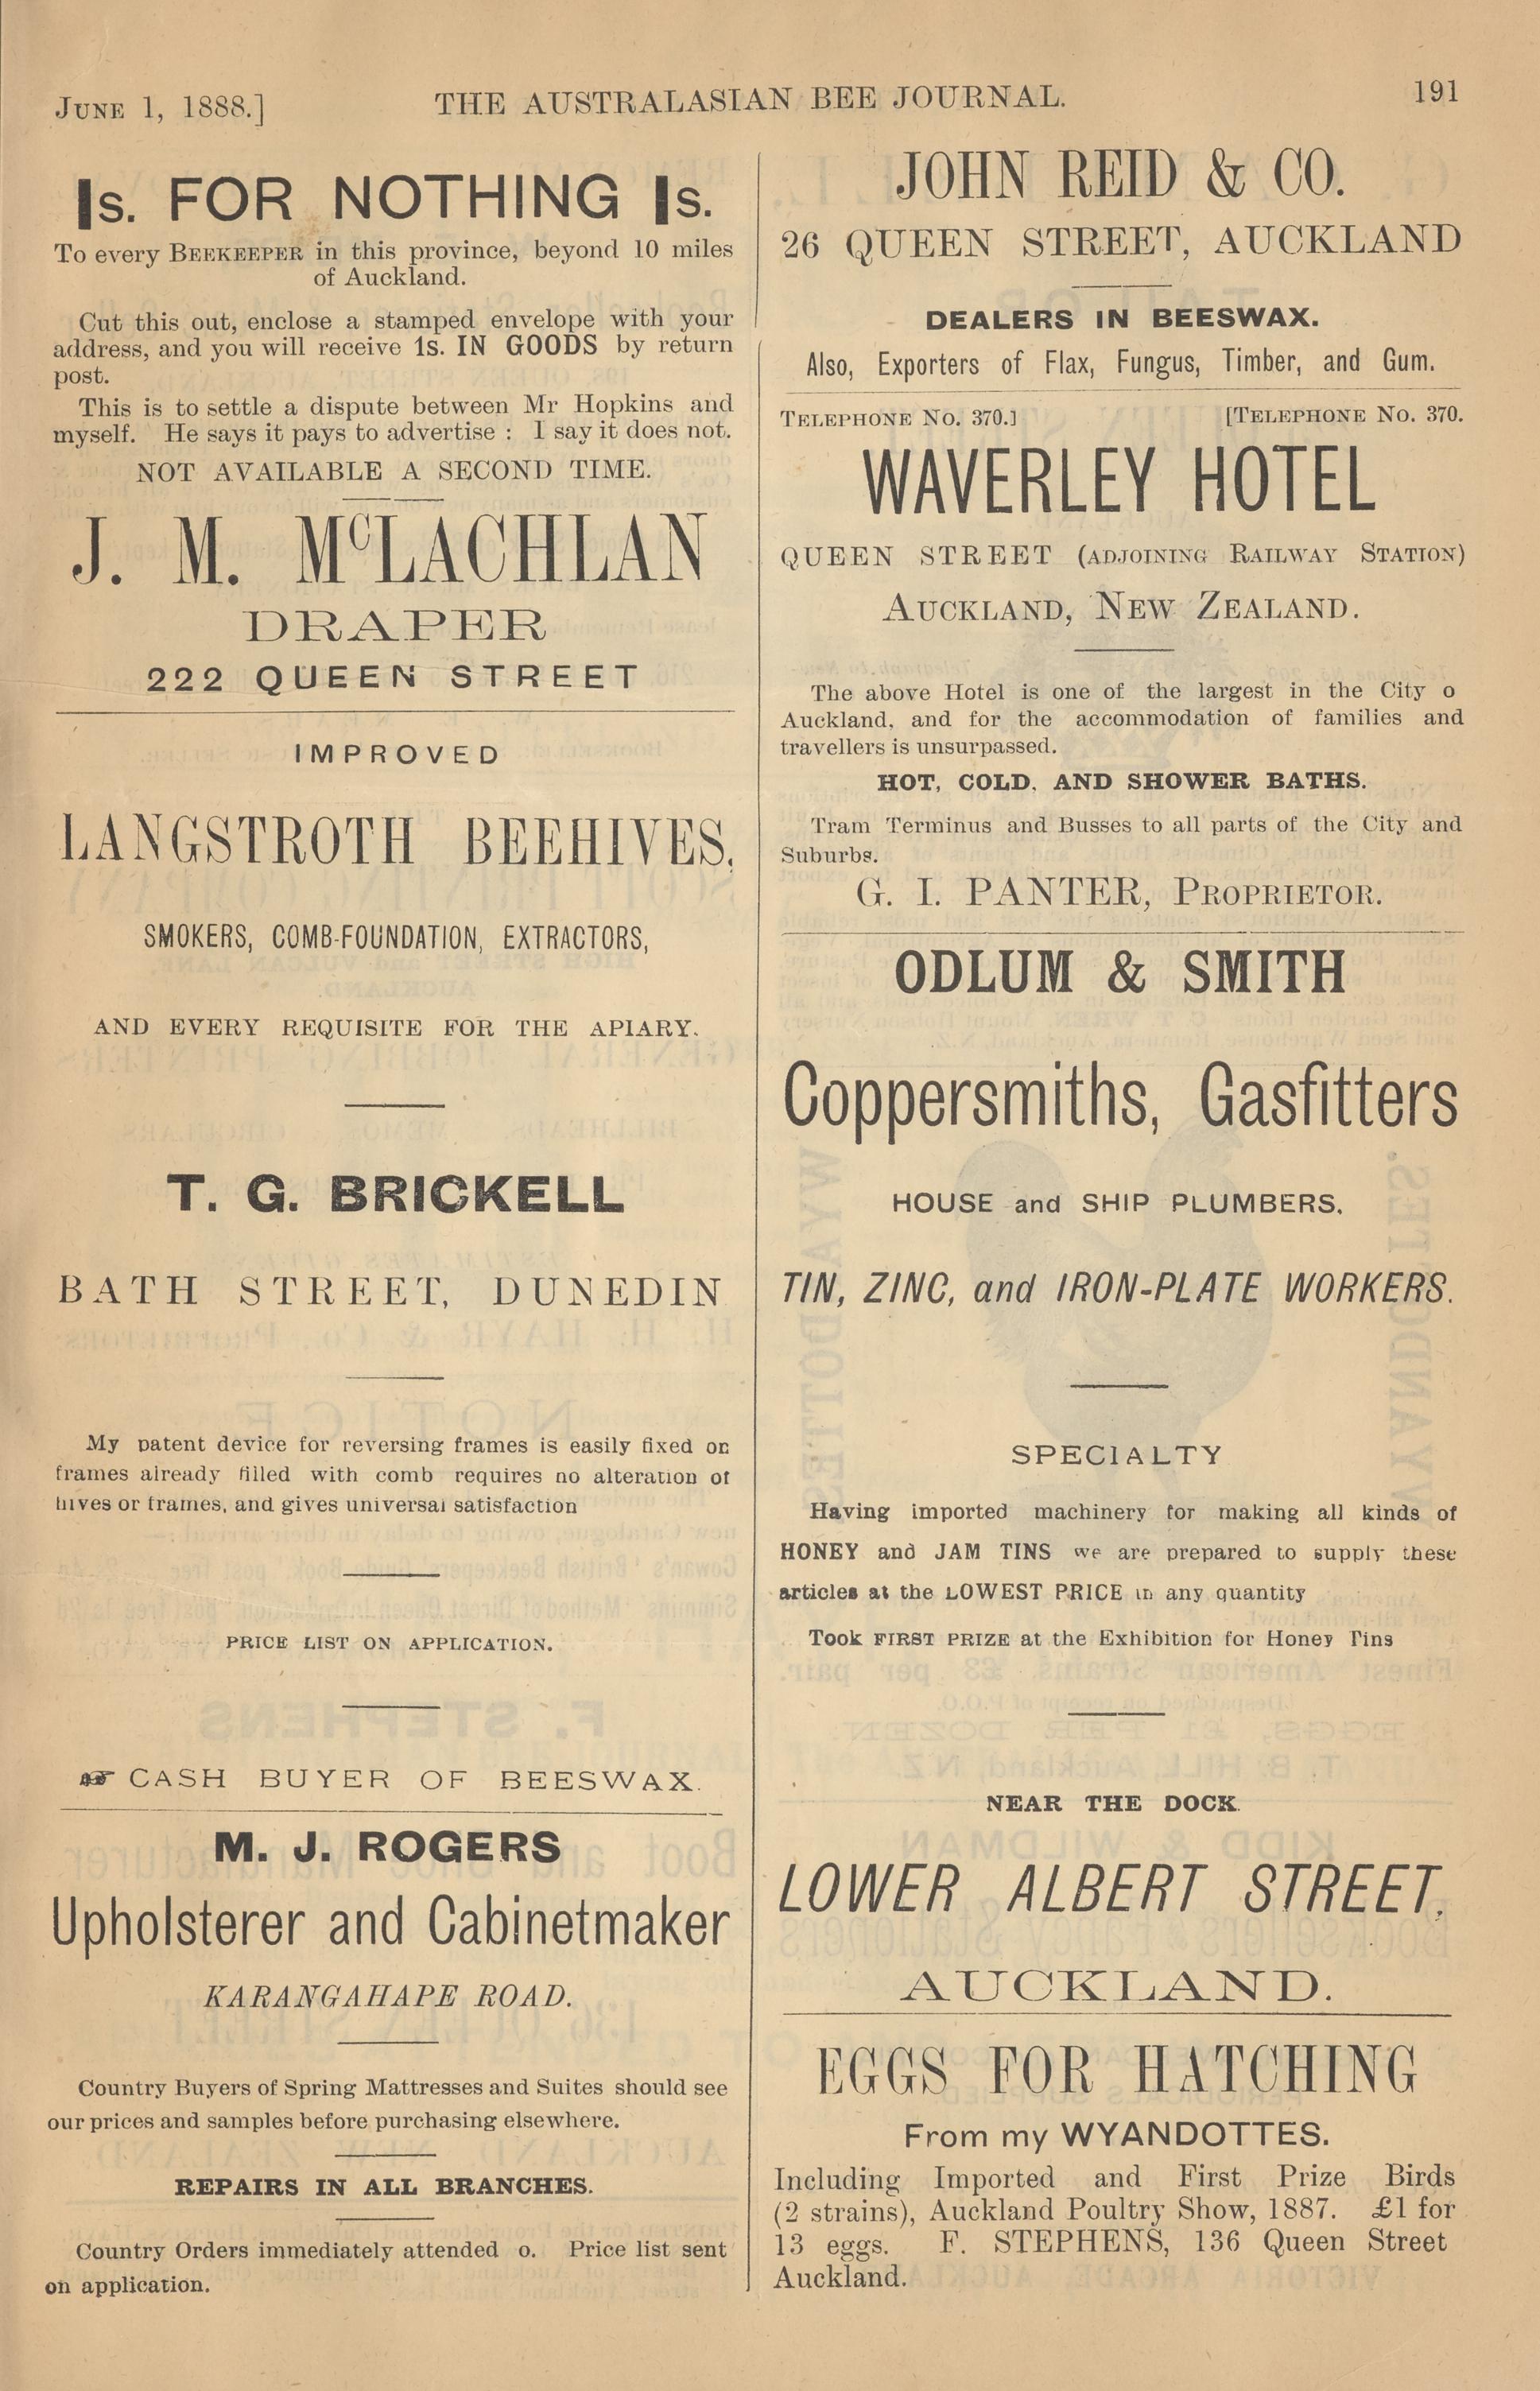 JUNE 1, 1888.]
THE AUSTRALASIAN BEE JOURNAL.
191
1s. FOR NOTHING 1s.
To every BEEKEEPER in this province, beyond 10 miles
of Auckland.
Cut this out, enclose a stamped envelope with your
address, and you will receive 1s. IN GOODS by return
post.
This is to settle a dispute between Mr Hopkins and
myself. He says it pays to advertise : I say it does not.
NOT AVAILABLE A SECOND TIME.
J. M. McLACHLAN
DRAPER
222 QUEEN STREET
IMPROVED
LANGSTROTH BEEHIVES,
SMOKERS, COMB-FOUNDATION, EXTRACTORS,
AND EVERY REQUISITE FOR THE APIARY.
T. G. BRICKELL
BATH STREET, DUNEDIN
My patent device for reversing frames is easily fixed on
frames already filled with comb requires no alteration of
hives or frames, and gives universal satisfaction
PRICE LIST ON APPLICATION.
☞ CASH BUYER OF BEESWAX.
M. J. ROGERS
Upholsterer and Cabinetmaker
KARANGAHAPE ROAD.
Country Buyers of Spring Mattresses and Suites should see
our prices and samples before purchasing elsewhere.
REPAIRS IN ALL BRANCHES.
Country Orders immediately attended o. Price list sent
on application.
JOHN REID & CO.
26 QUEEN STREET, AUCKLAND
DEALERS IN BEESWAX.
Also, Exporters of Flax, Fungus, Timber, and Gum.
TELEPHONE NO. 370.] [TELEPHONE NO. 370.
WAVERLEY HOTEL
QUEEN STREET (ADJOINING RAILWAY STATION)
AUCKLAND, NEW ZEALAND.
The above Hotel is one of the largest in the City o
Auckland, and for the accommodation of families and
travellers is unsurpassed.
HOT, COLD, AND SHOWER BATHS.
Tram Terminus and Busses to all parts of the City and
Suburbs.
G. I. PANTER, PROPRIETOR.
ODLUM & SMITH
Coppersmiths, Gasfitters
HOUSE and SHIP PLUMBERS,
TIN, ZINC, and IRON-PLATE WORKERS.
SPECIALTY
Having imported machinery for making all kinds of
HONEY and JAM TINS we are prepared to supply these
articles at the LOWEST PRICE in any quantity
Took FIRST PRIZE at the Exhibition for Honey Tins
NEAR THE DOCK
LOWER ALBERT STREET,
AUCKLAND.
EGGS FOR HATCHING
From my WYANDOTTES.
Including Imported and First Prize Birds
(2 strains), Auckland Poultry Show, 1887. £1 for
13 eggs. F. STEPHENS, 136 Queen Street
Auckland.